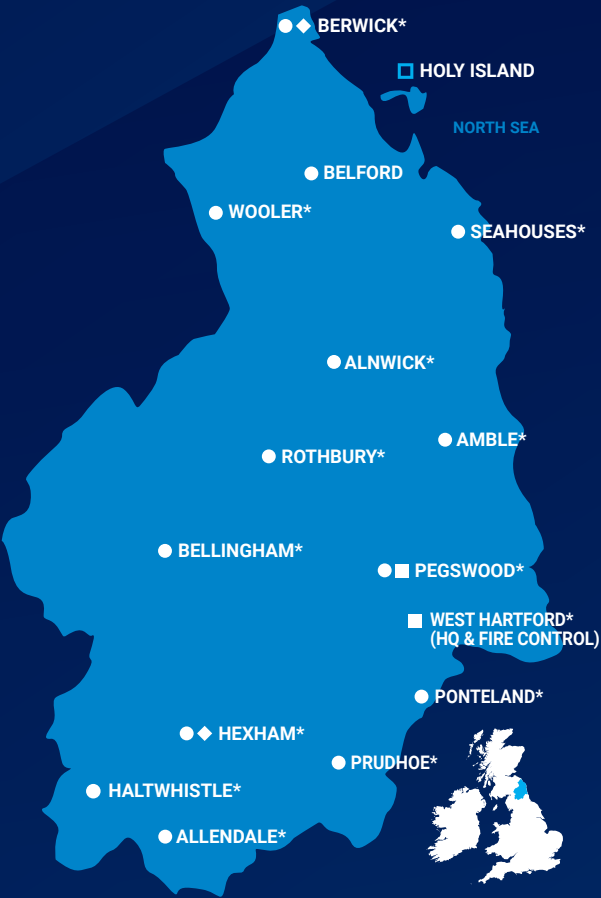 BERWICK*
HOLY ISLAND
NORTH SEA
BELFORD
WOOLER*
SEAHOUSES*
ALNWICK*
AMBLE*
ROTHBURY*
BELLINGHAM*
PEGSWOOD*
WEST HARTFORD*
(HQ & FIRE CONTROL)
PONTELAND*
HEXHAM*
PRUDHOE*
HALTWHISTLE*
ALLENDALE*